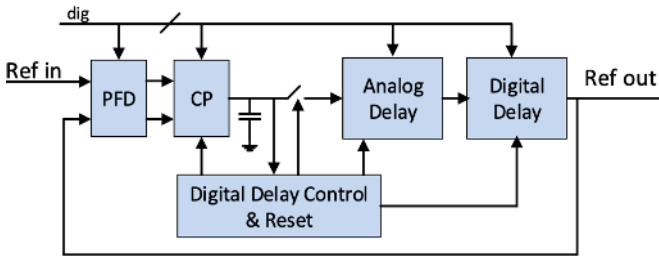 dig
Ref in
PFD
CP
Analog
Delay
Digital
Delay
Ref out
Digital Delay Control
& Reset